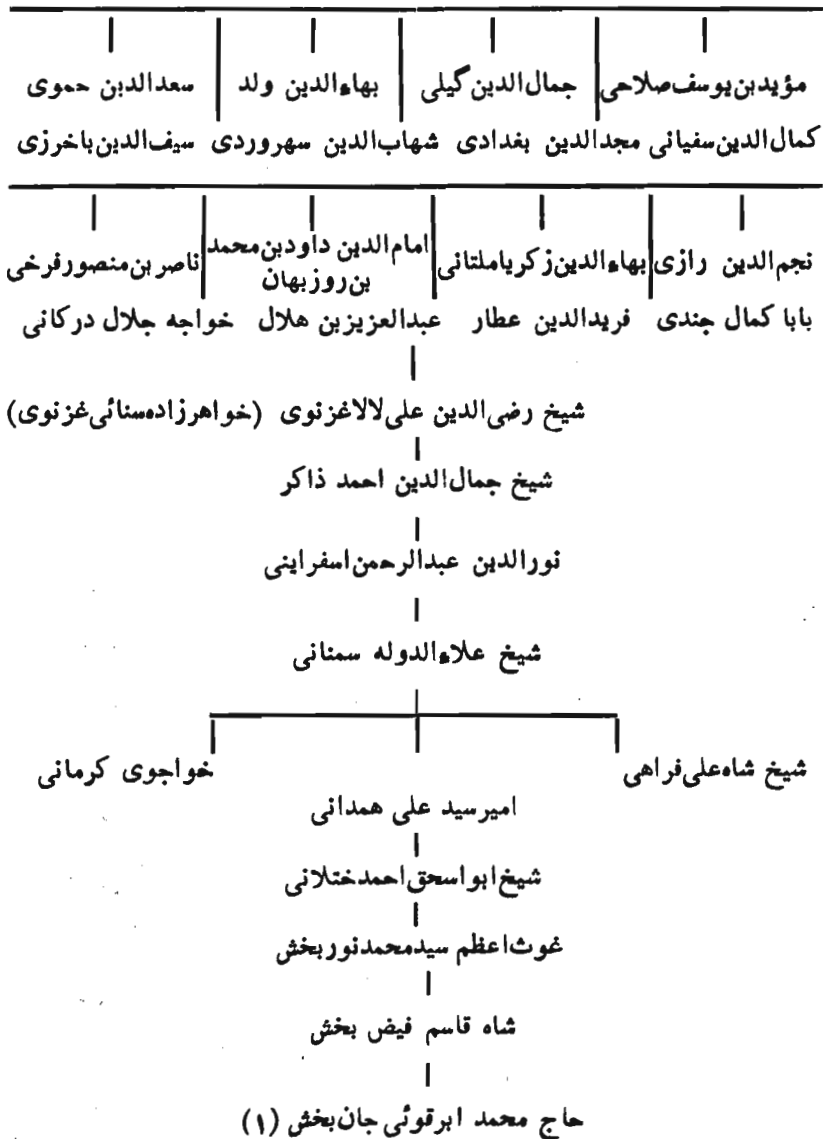 مؤیدبن‌یوسف‌صلاحی جمال‌الدین‌گیلی بهاءالدین ولد سعدالدین حموی
کمال‌الدین‌سفیانی مجدالدین بغدادی شهاب‌الدین سهروردی سیف‌الدین‌باخرزی
نجم‌الدین رازی بهاءالدین‌زکریاملتانی امام‌الدین داودبن‌محمد بن‌روزبهان ناصربن‌منصورفرخی
بابا کمال جندی فریدالدین عطار عبدالعزیزبن هلال خواجه جلال درکانی
شیخ رضی‌الدین علی‌لالاغزنوی (خواهرزاده‌سنائی‌غزنوی)
شیخ جمال‌الدین احمد ذاکر
نورالدین عبدالرحمن‌اسفراینی
شیخ علاءالدوله سمنانی
شیخ شاه‌علی‌فراهی خواجوی کرمانی
امیرسید علی همدانی
شیخ‌ابواسحق‌احمدختلانی
غوث‌اعظم سیدمحمدنوربخش
شاه قاسم فیض بخش
حاج محمد ابرقوئی‌جان‌بخش (۱)